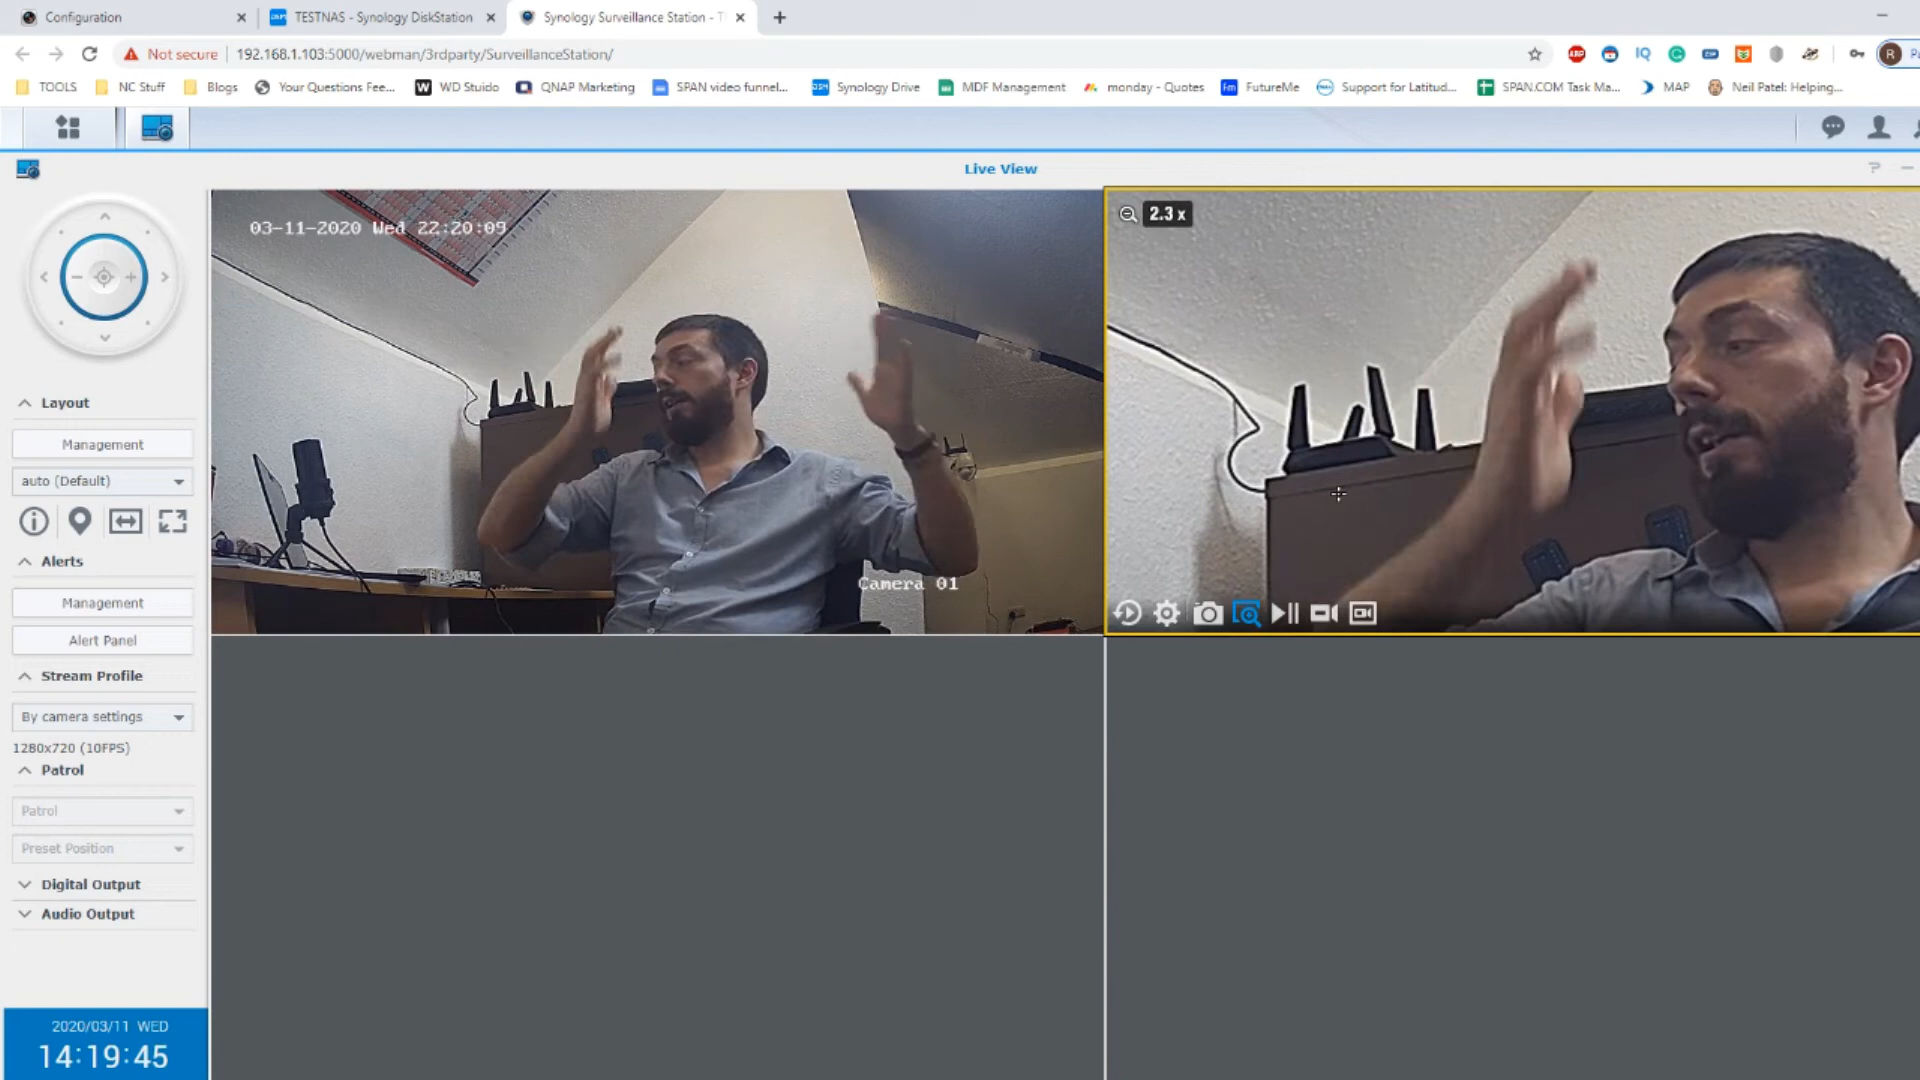 Configuration
TESTNAS - Synology DiskStation
Synology Surveillance Station - T
Not secure
192.168.1.103:5000/webman/3rdparty/SurveillanceStation/
ABP
IQ
R
TOOLS
NC Stuff
Blogs
Your Questions Fee...
WD Stuido
QNAP Marketing
SPAN video funnel...
Synology Drive
MDF Management
monday - Quotes
FutureMe
Support for Latitud...
SPAN.COM Task Ma...
MAP
Neil Patel: Helping...
Live View
03-11-2020 Wed 22:20:09
2.3 x
Camera 01
Layout
Management
auto (Default)
Alerts
Management
Alert Panel
Stream Profile
By camera settings
1280x720 (10FPS)
Patrol
Patrol
Preset Position
Digital Output
Audio Output
2020/03/11 WED
14:19:45